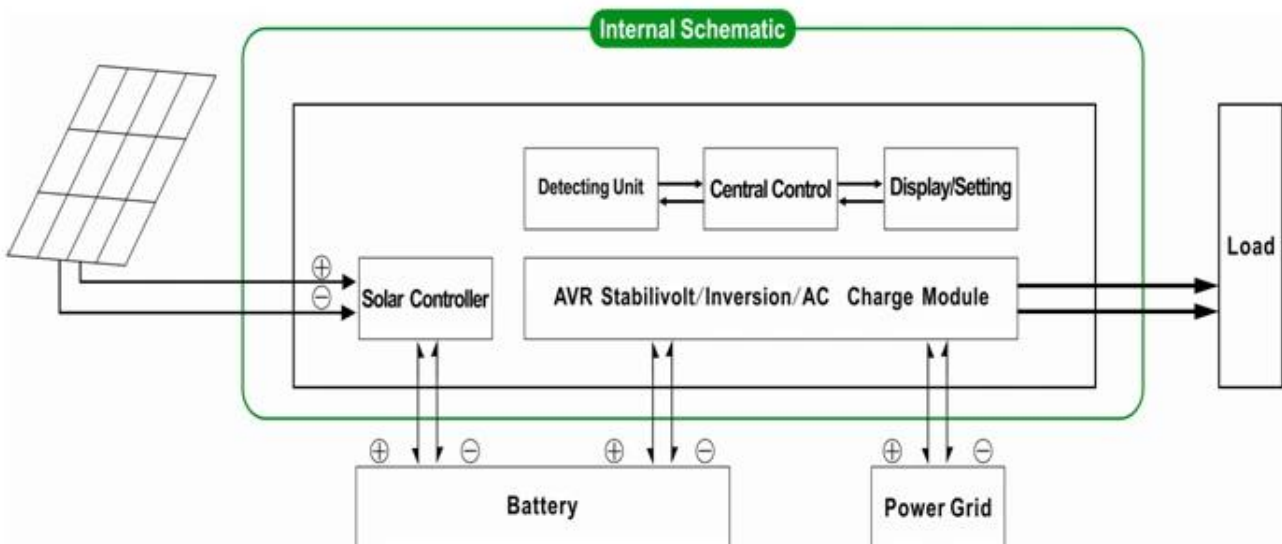 Internal Schematic
Detecting Unit
Central Control
Display/Setting
Load
⊕
⊖
Solar Controller
AVR Stabilivolt/Inversion/AC Charge Module
⊕ ⊖ ⊕ ⊖ ⊕ ⊖
Battery
Power Grid